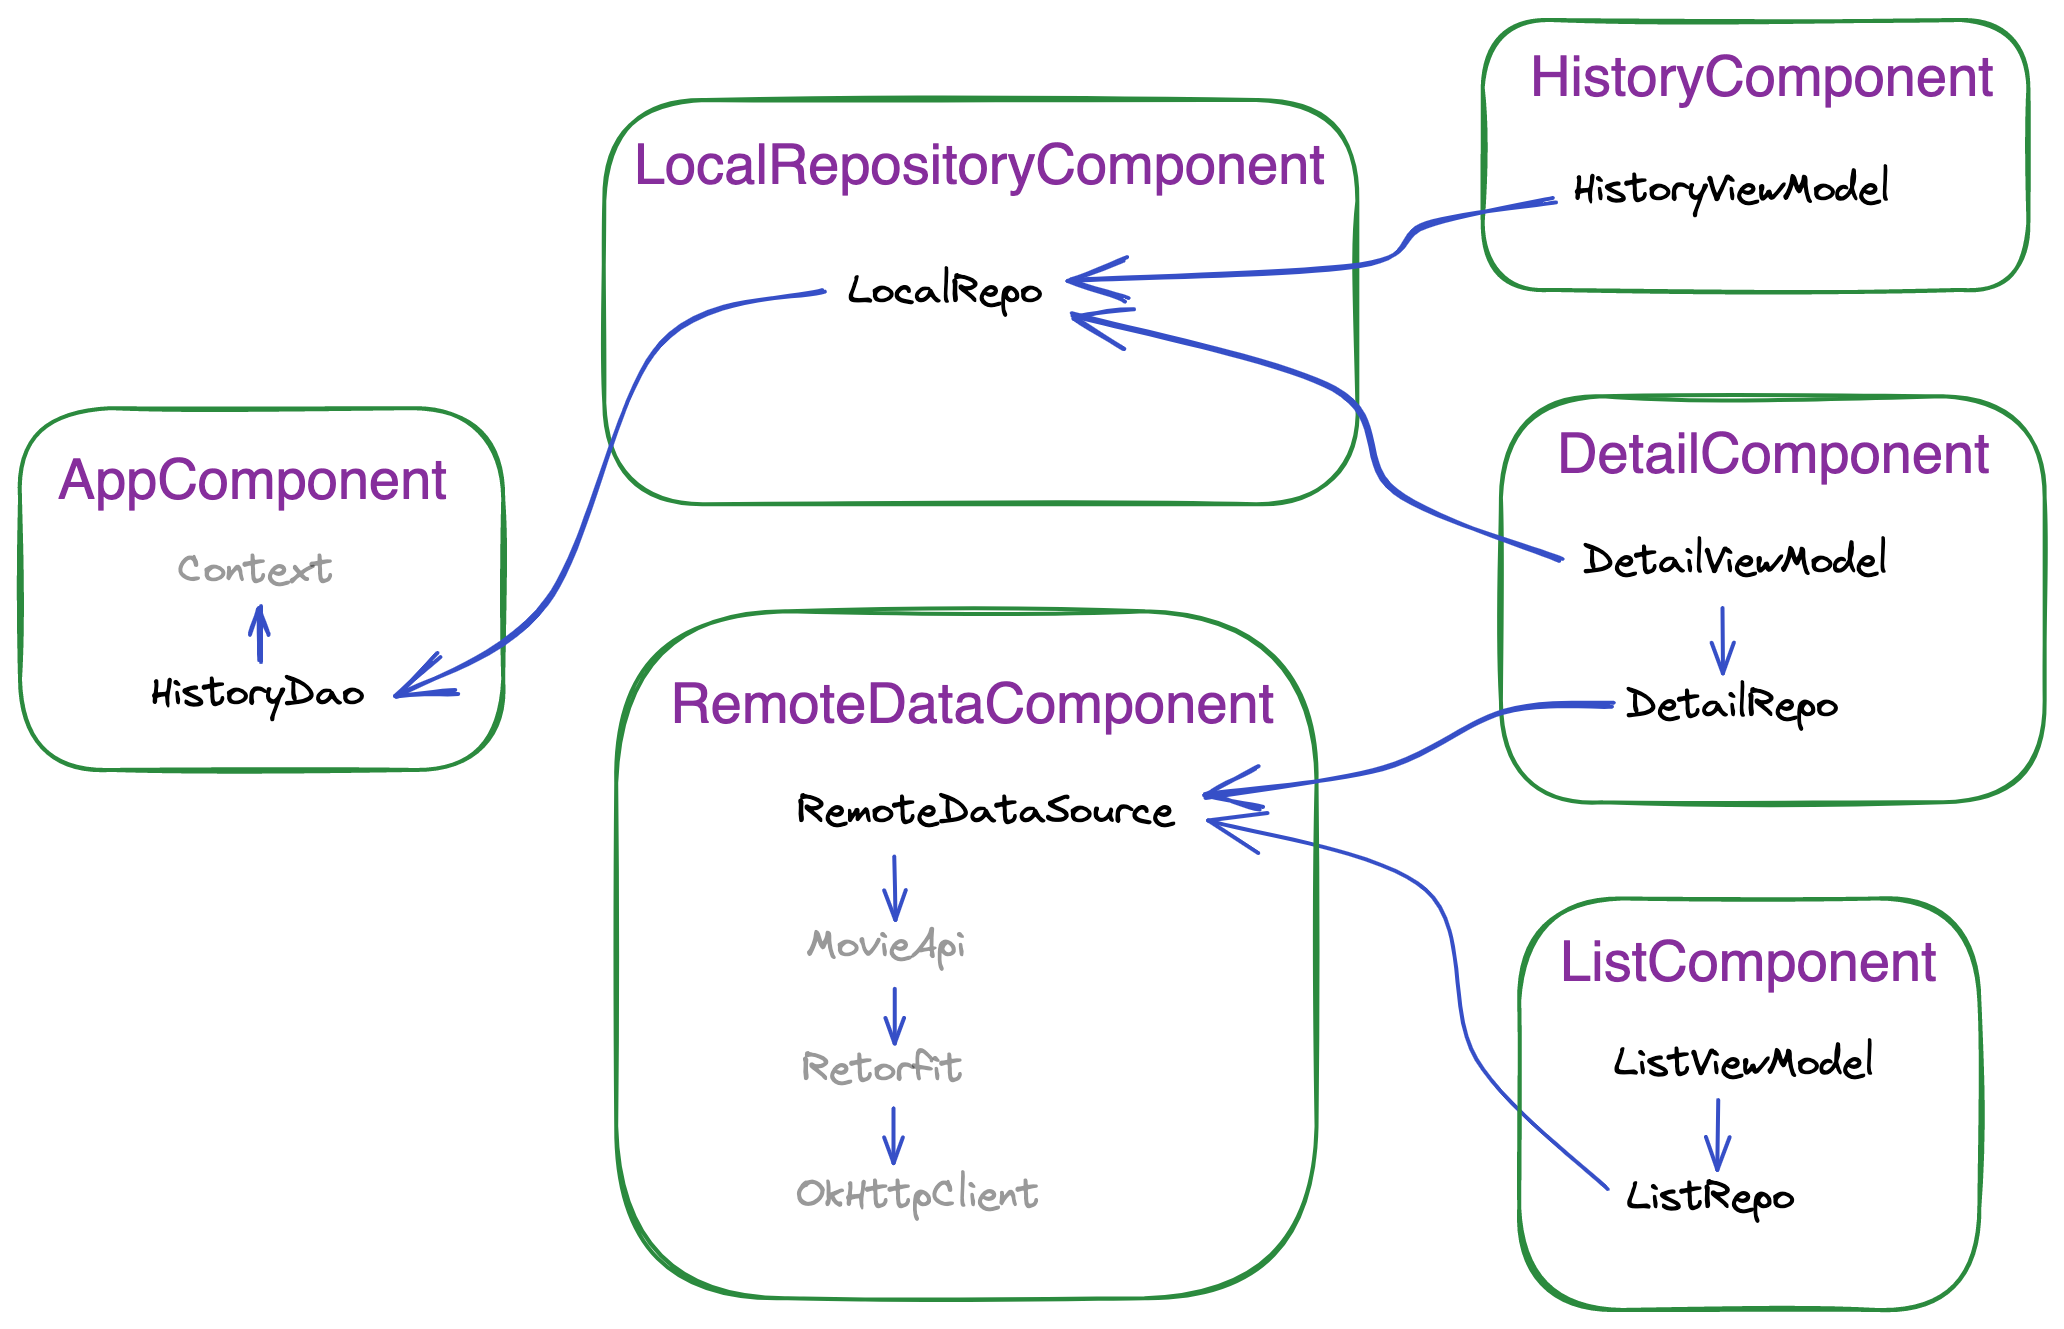 AppComponent
Context
HistoryDao
LocalRepositoryComponent
LocalRepo
RemoteDataComponent
RemoteDataSource
MovieApi
Retorfit
OkHttpClient
HistoryComponent
HistoryViewModel
DetailComponent
DetailViewModel
DetailRepo
ListComponent
ListViewModel
ListRepo